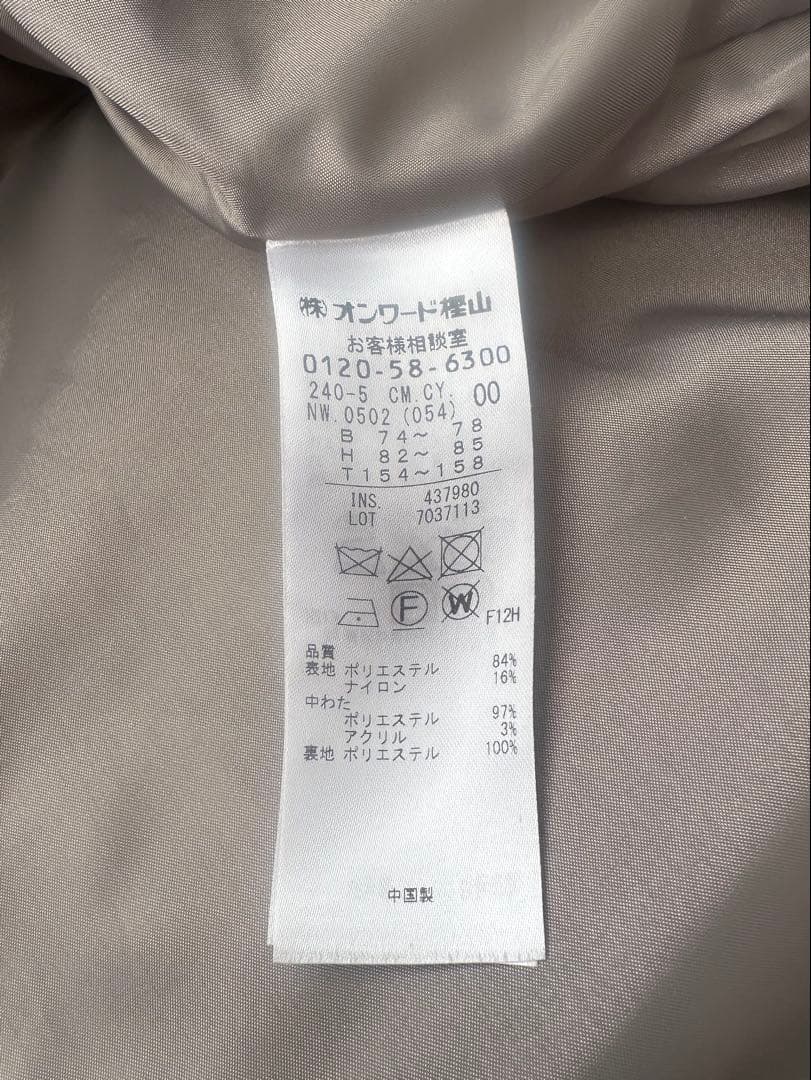 ㈱オンワード樫山
お客様相談室
0120-58-6300
240-5 CM.CY. 00
NW.0502(054)
B 74～ 78
H 82～ 85
T154～158
INS. 437980
LOT 7037113
F W F12H
品質
表地 ポリエステル 84%
ナイロン 16%
中わた
ポリエステル 97%
アクリル 3%
裏地 ポリエステル 100%
中国製